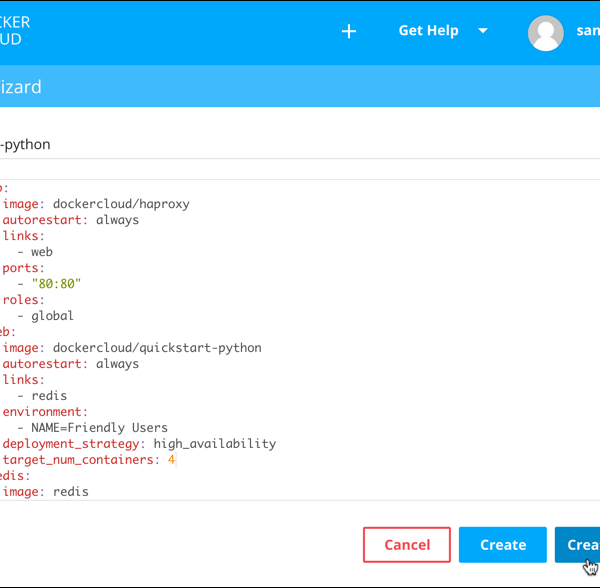 CKER
UD
+
Get Help
san
izard
-python
b:
image: dockercloud/haproxy
autorestart: always
links:
- web
ports:
- "80:80"
roles:
- global
eb:
image: dockercloud/quickstart-python
autorestart: always
links:
- redis
environment:
- NAME=Friendly Users
deployment_strategy: high_availability
target_num_containers: 4
edis:
image: redis
Cancel
Create
Crea